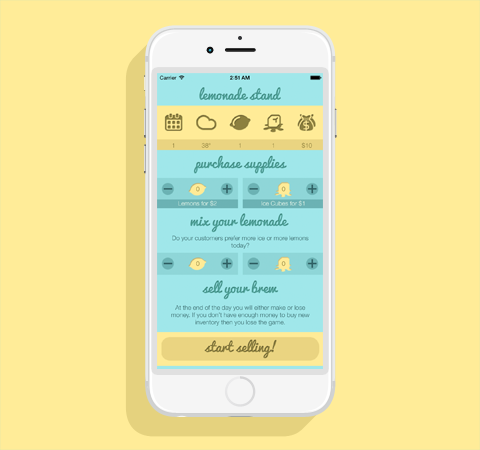 Carrier 2:51 AM
lemonade stand
1 38° 1 1 $10
purchase supplies
0 0
Lemons for $2 Ice Cubes for $1
mix your lemonade
Do your customers prefer more ice or more lemons
today?
0 0
sell your brew
At the end of the day you will either make or lose
money. If you don't have enough money to buy new
inventory then you lose the game.
start selling!